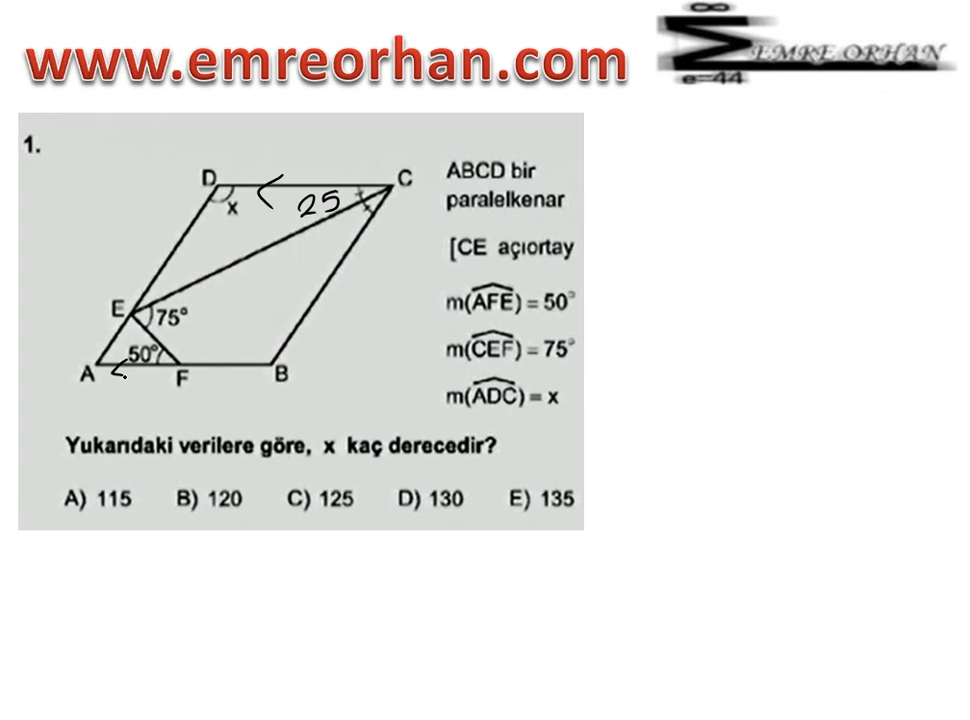 www.emreorhan.com
∞
Σ EMRE ORHAN
e=44
1.
D
C
x
25
ABCD bir
paralelkenar
[CE açıortay
m(AFE) = 50°
m(CEF) = 75°
m(ADC) = x
E
75°
50°
A
F
B
Yukarıdaki verilere göre, x kaç derecedir?
A) 115 B) 120 C) 125 D) 130 E) 135